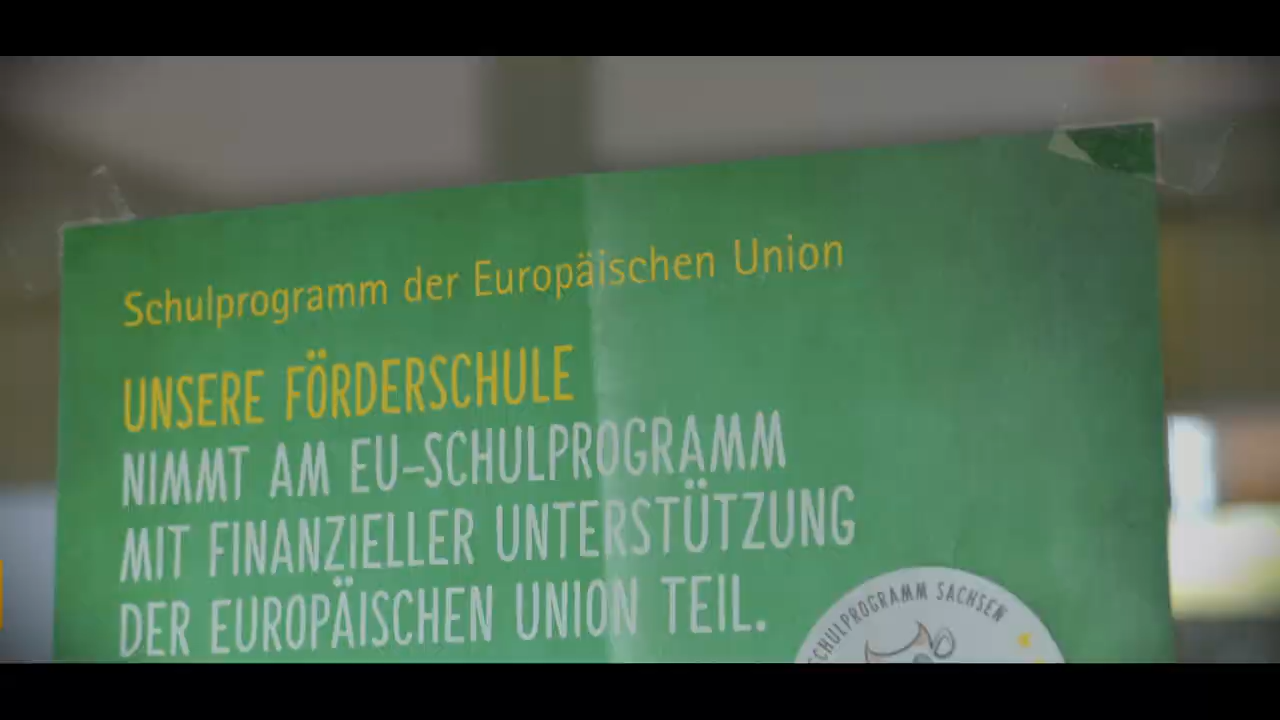 Schulprogramm der Europäischen Union
UNSERE FÖRDERSCHULE
NIMMT AM EU-SCHULPROGRAMM
MIT FINANZIELLER UNTERSTÜTZUNG
DER EUROPÄISCHEN UNION TEIL.
SCHULPROGRAMM SACHSEN